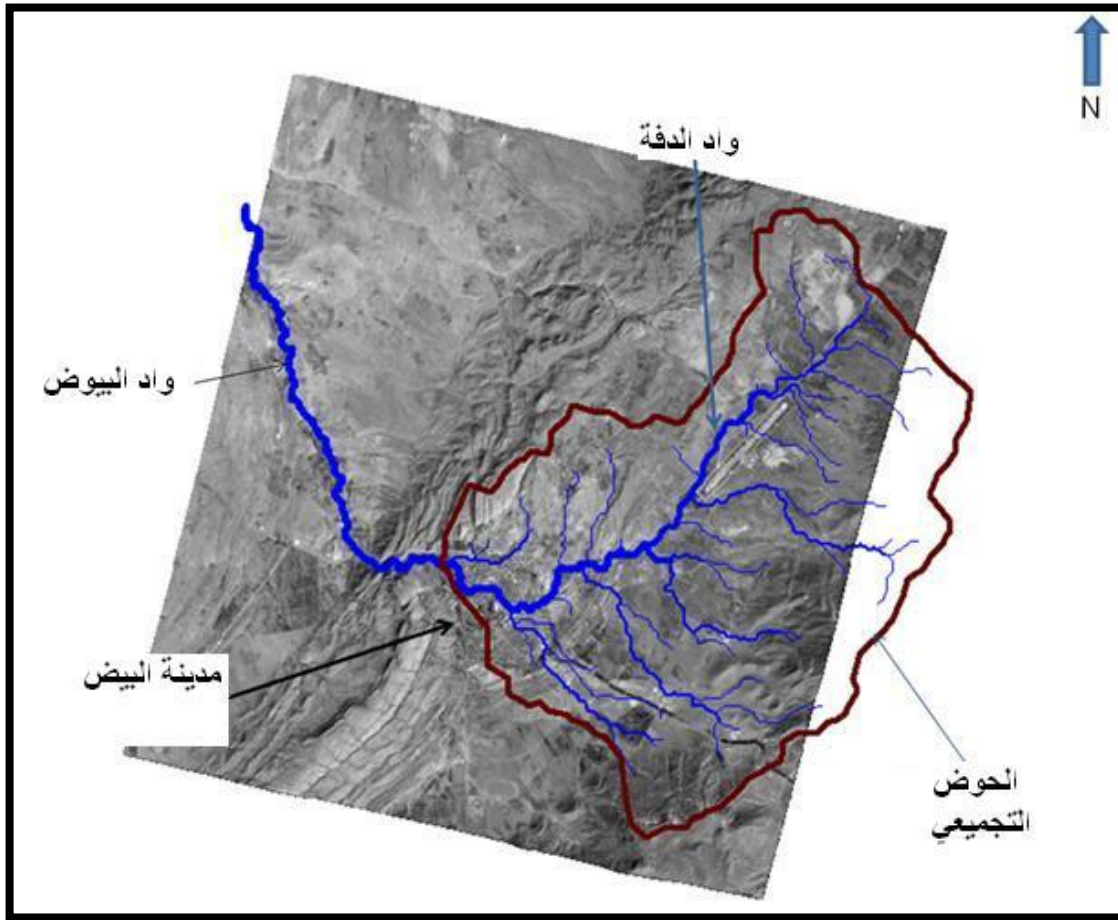 N
واد الدفة
واد البيوض
مدينة البيض
الحوض
التجميعي